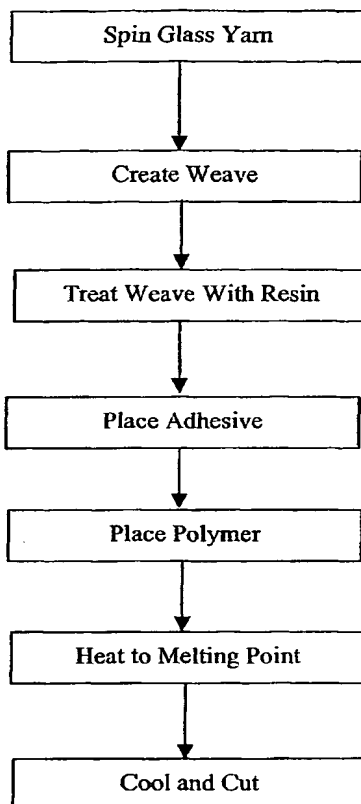 Spin Glass Yarn
Create Weave
Treat Weave With Resin
Place Adhesive
Place Polymer
Heat to Melting Point
Cool and Cut